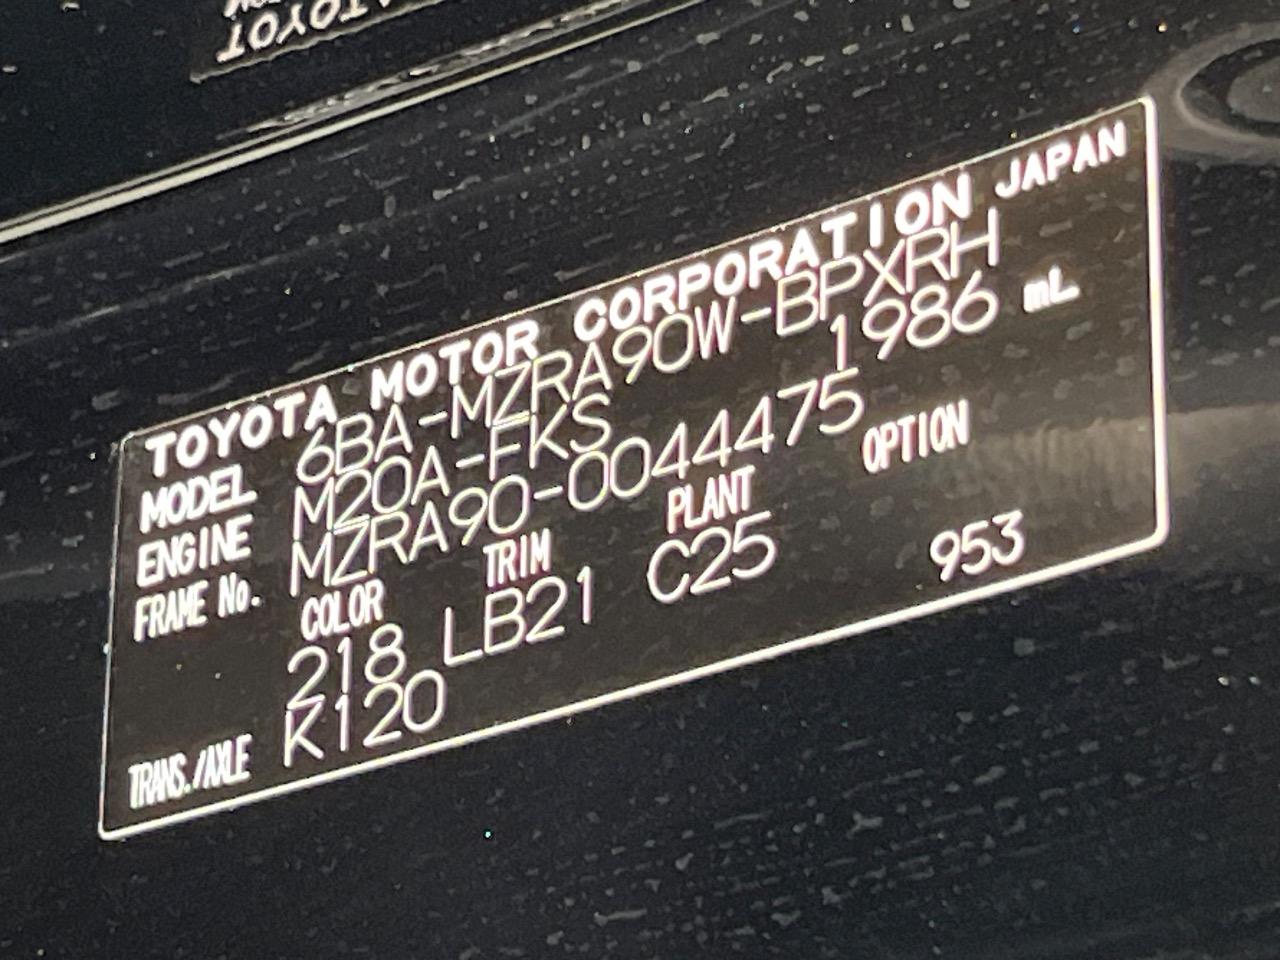 TOYOT
TOYOTA MOTOR CORPORATION JAPAN
MODEL 6BA-MZRA90W-BPXRH
ENGINE M20A-FKS 1986 mL
FRAME No. MZRA90-0044475
COLOR TRIM PLANT OPTION
218 LB21 C25 953
TRANS./AXLE K120